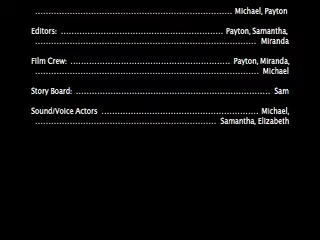 .......................................................................... Michael, Payton
Editors: .............................................................. Payton, Samantha,
..................................................................................... Miranda
Film Crew: ............................................................. Payton, Miranda,
...................................................................................... Michael
Story Board: .......................................................................... Sam
Sound/Voice Actors ............................................................ Michael,
..................................................................... Samantha, Elizabeth